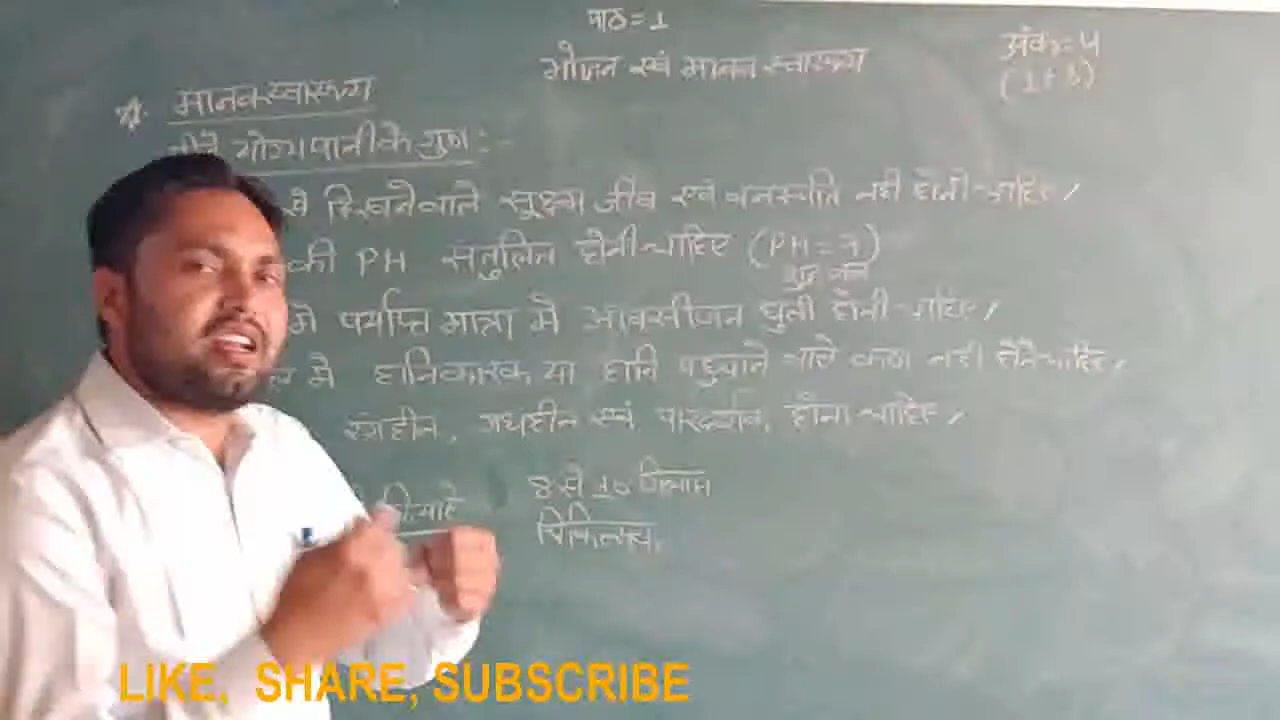 पाठ = 1
भोजन एवं मानव स्वास्थ्य
अंक = 4
(1+3)
मानव स्वास्थ्य
पीने योग्य पानी के गुण :-
से दिखने वाले सूक्ष्म जीव एवं वनस्पति नहीं होनी चाहिए
की PH संतुलित होनी चाहिए (PH = 7)
शुद्ध जल
में पर्याप्त मात्रा में आक्सीजन घुली होनी चाहिए
में हानिकारक या हानि पहुचाने वाले कण नहीं होने चाहिए
रंगहीन, गंधहीन एवं पारदर्शक होना चाहिए
8 से 10 गिलास
चिकित्सक
LIKE, SHARE, SUBSCRIBE